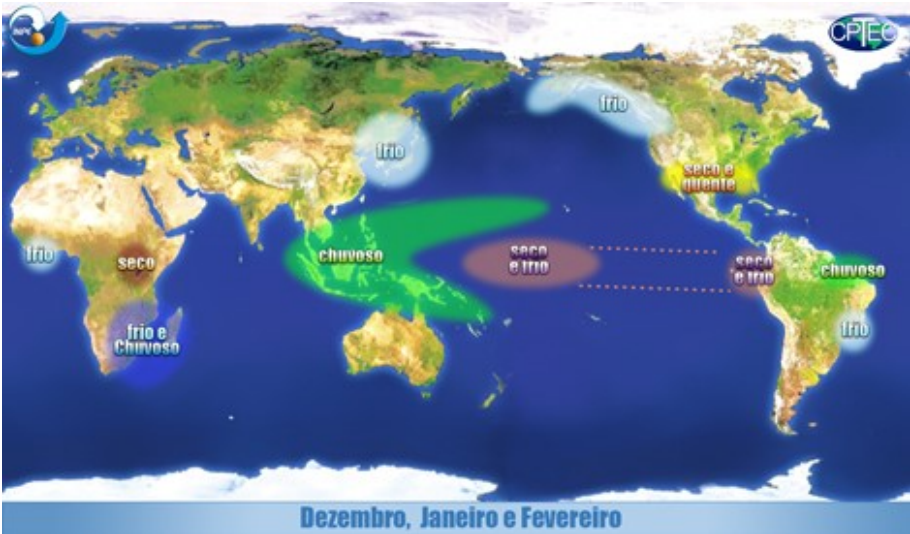 INPE
CPTEC
frio
frio
seco e
quente
chuvoso
seco
e frio
seco
e frio
chuvoso
frio
seco
frio e
Chuvoso
frio
Dezembro, Janeiro e Fevereiro